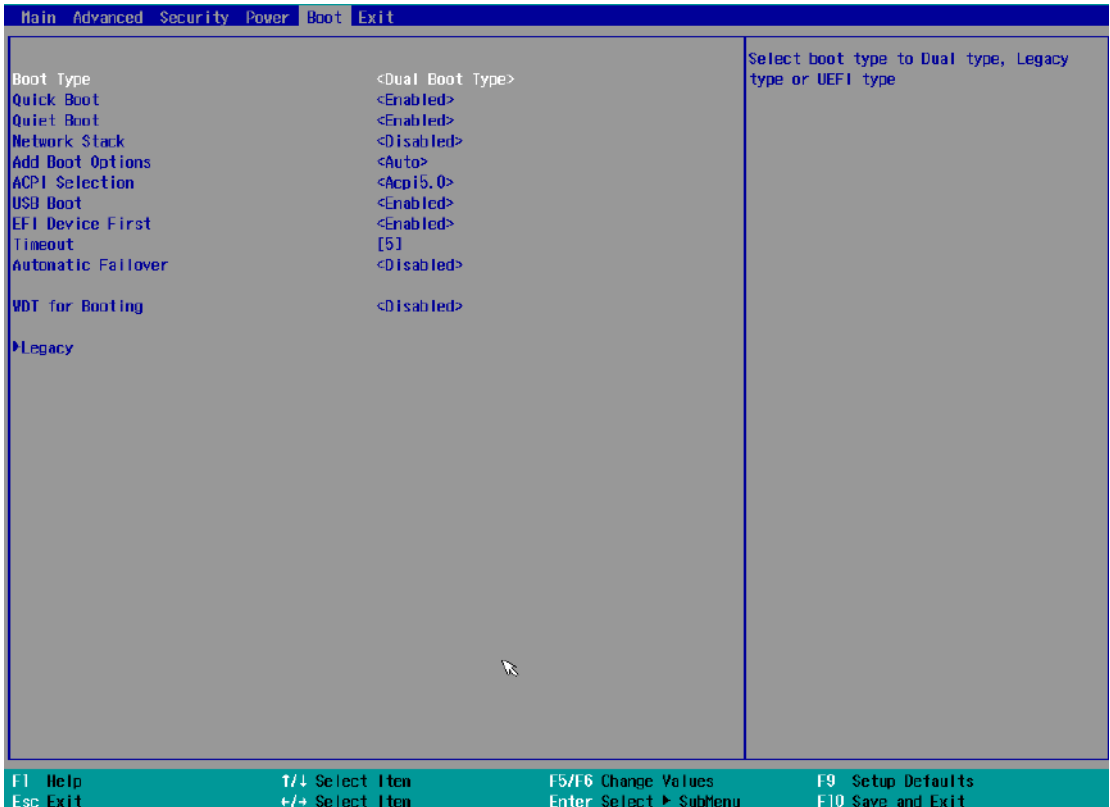 Main Advanced Security Power Boot Exit
Boot Type <Dual Boot Type>
Quick Boot <Enabled>
Quiet Boot <Enabled>
Network Stack <Disabled>
Add Boot Options <Auto>
ACPI Selection <Acpi5.0>
USB Boot <Enabled>
EFI Device First <Enabled>
Timeout [5]
Automatic Failover <Disabled>
WDT for Booting <Disabled>
►Legacy
Select boot type to Dual type, Legacy
type or UEFI type
F1 Help ↑/↓ Select Item F5/F6 Change Values F9 Setup Defaults
Esc Exit ←/→ Select Item Enter Select ► SubMenu F10 Save and Exit